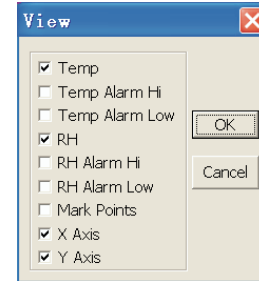 View
Temp
Temp Alarm Hi
Temp Alarm Low
RH
RH Alarm Hi
RH Alarm Low
Mark Points
X Axis
Y Axis
OK
Cancel